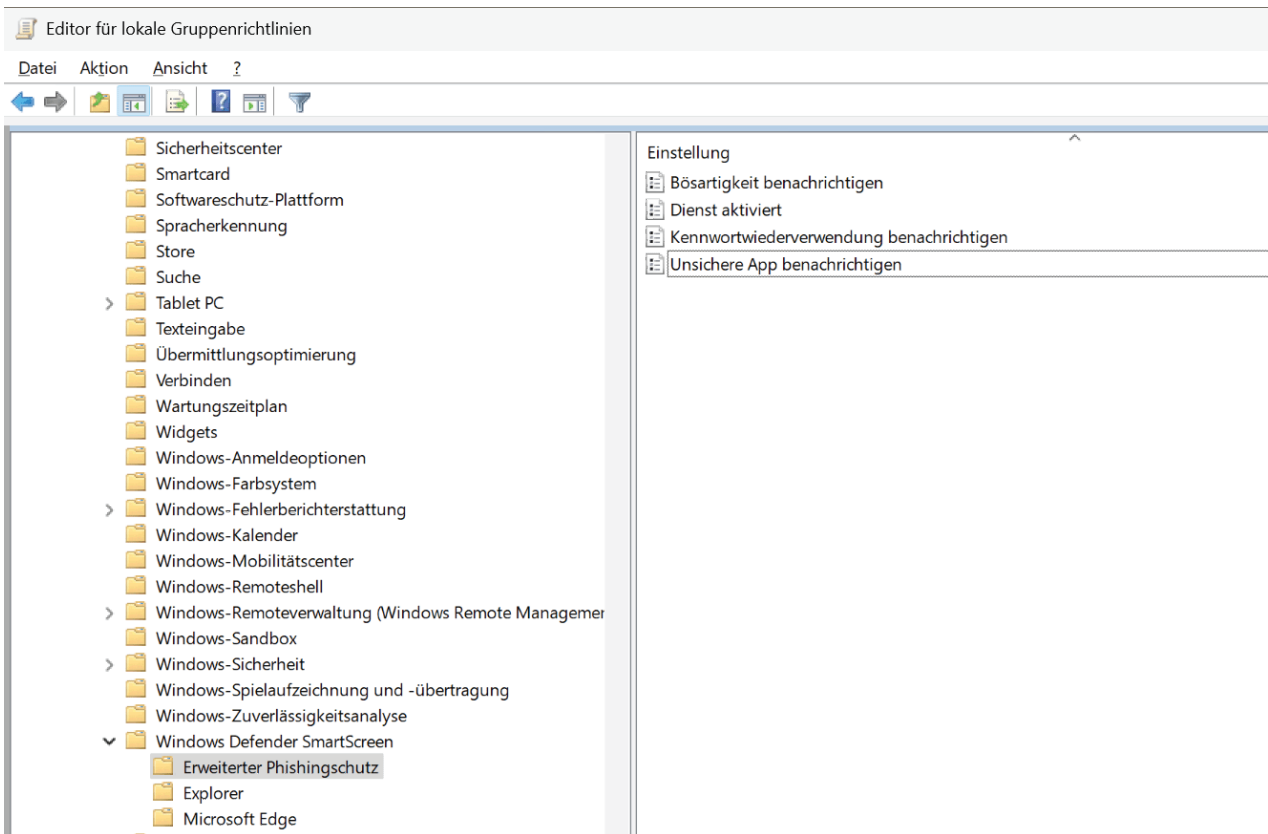 Editor für lokale Gruppenrichtlinien
Datei Aktion Ansicht ?
Sicherheitscenter
Smartcard
Softwareschutz-Plattform
Spracherkennung
Store
Suche
Tablet PC
Texteingabe
Übermittlungsoptimierung
Verbinden
Wartungszeitplan
Widgets
Windows-Anmeldeoptionen
Windows-Farbsystem
Windows-Fehlerberichterstattung
Windows-Kalender
Windows-Mobilitätscenter
Windows-Remoteshell
Windows-Remoteverwaltung (Windows Remote Managemer
Windows-Sandbox
Windows-Sicherheit
Windows-Spielaufzeichnung und -übertragung
Windows-Zuverlässigkeitsanalyse
Windows Defender SmartScreen
Erweiterter Phishingschutz
Explorer
Microsoft Edge
Einstellung
Bösartigkeit benachrichtigen
Dienst aktiviert
Kennwortwiederverwendung benachrichtigen
Unsichere App benachrichtigen